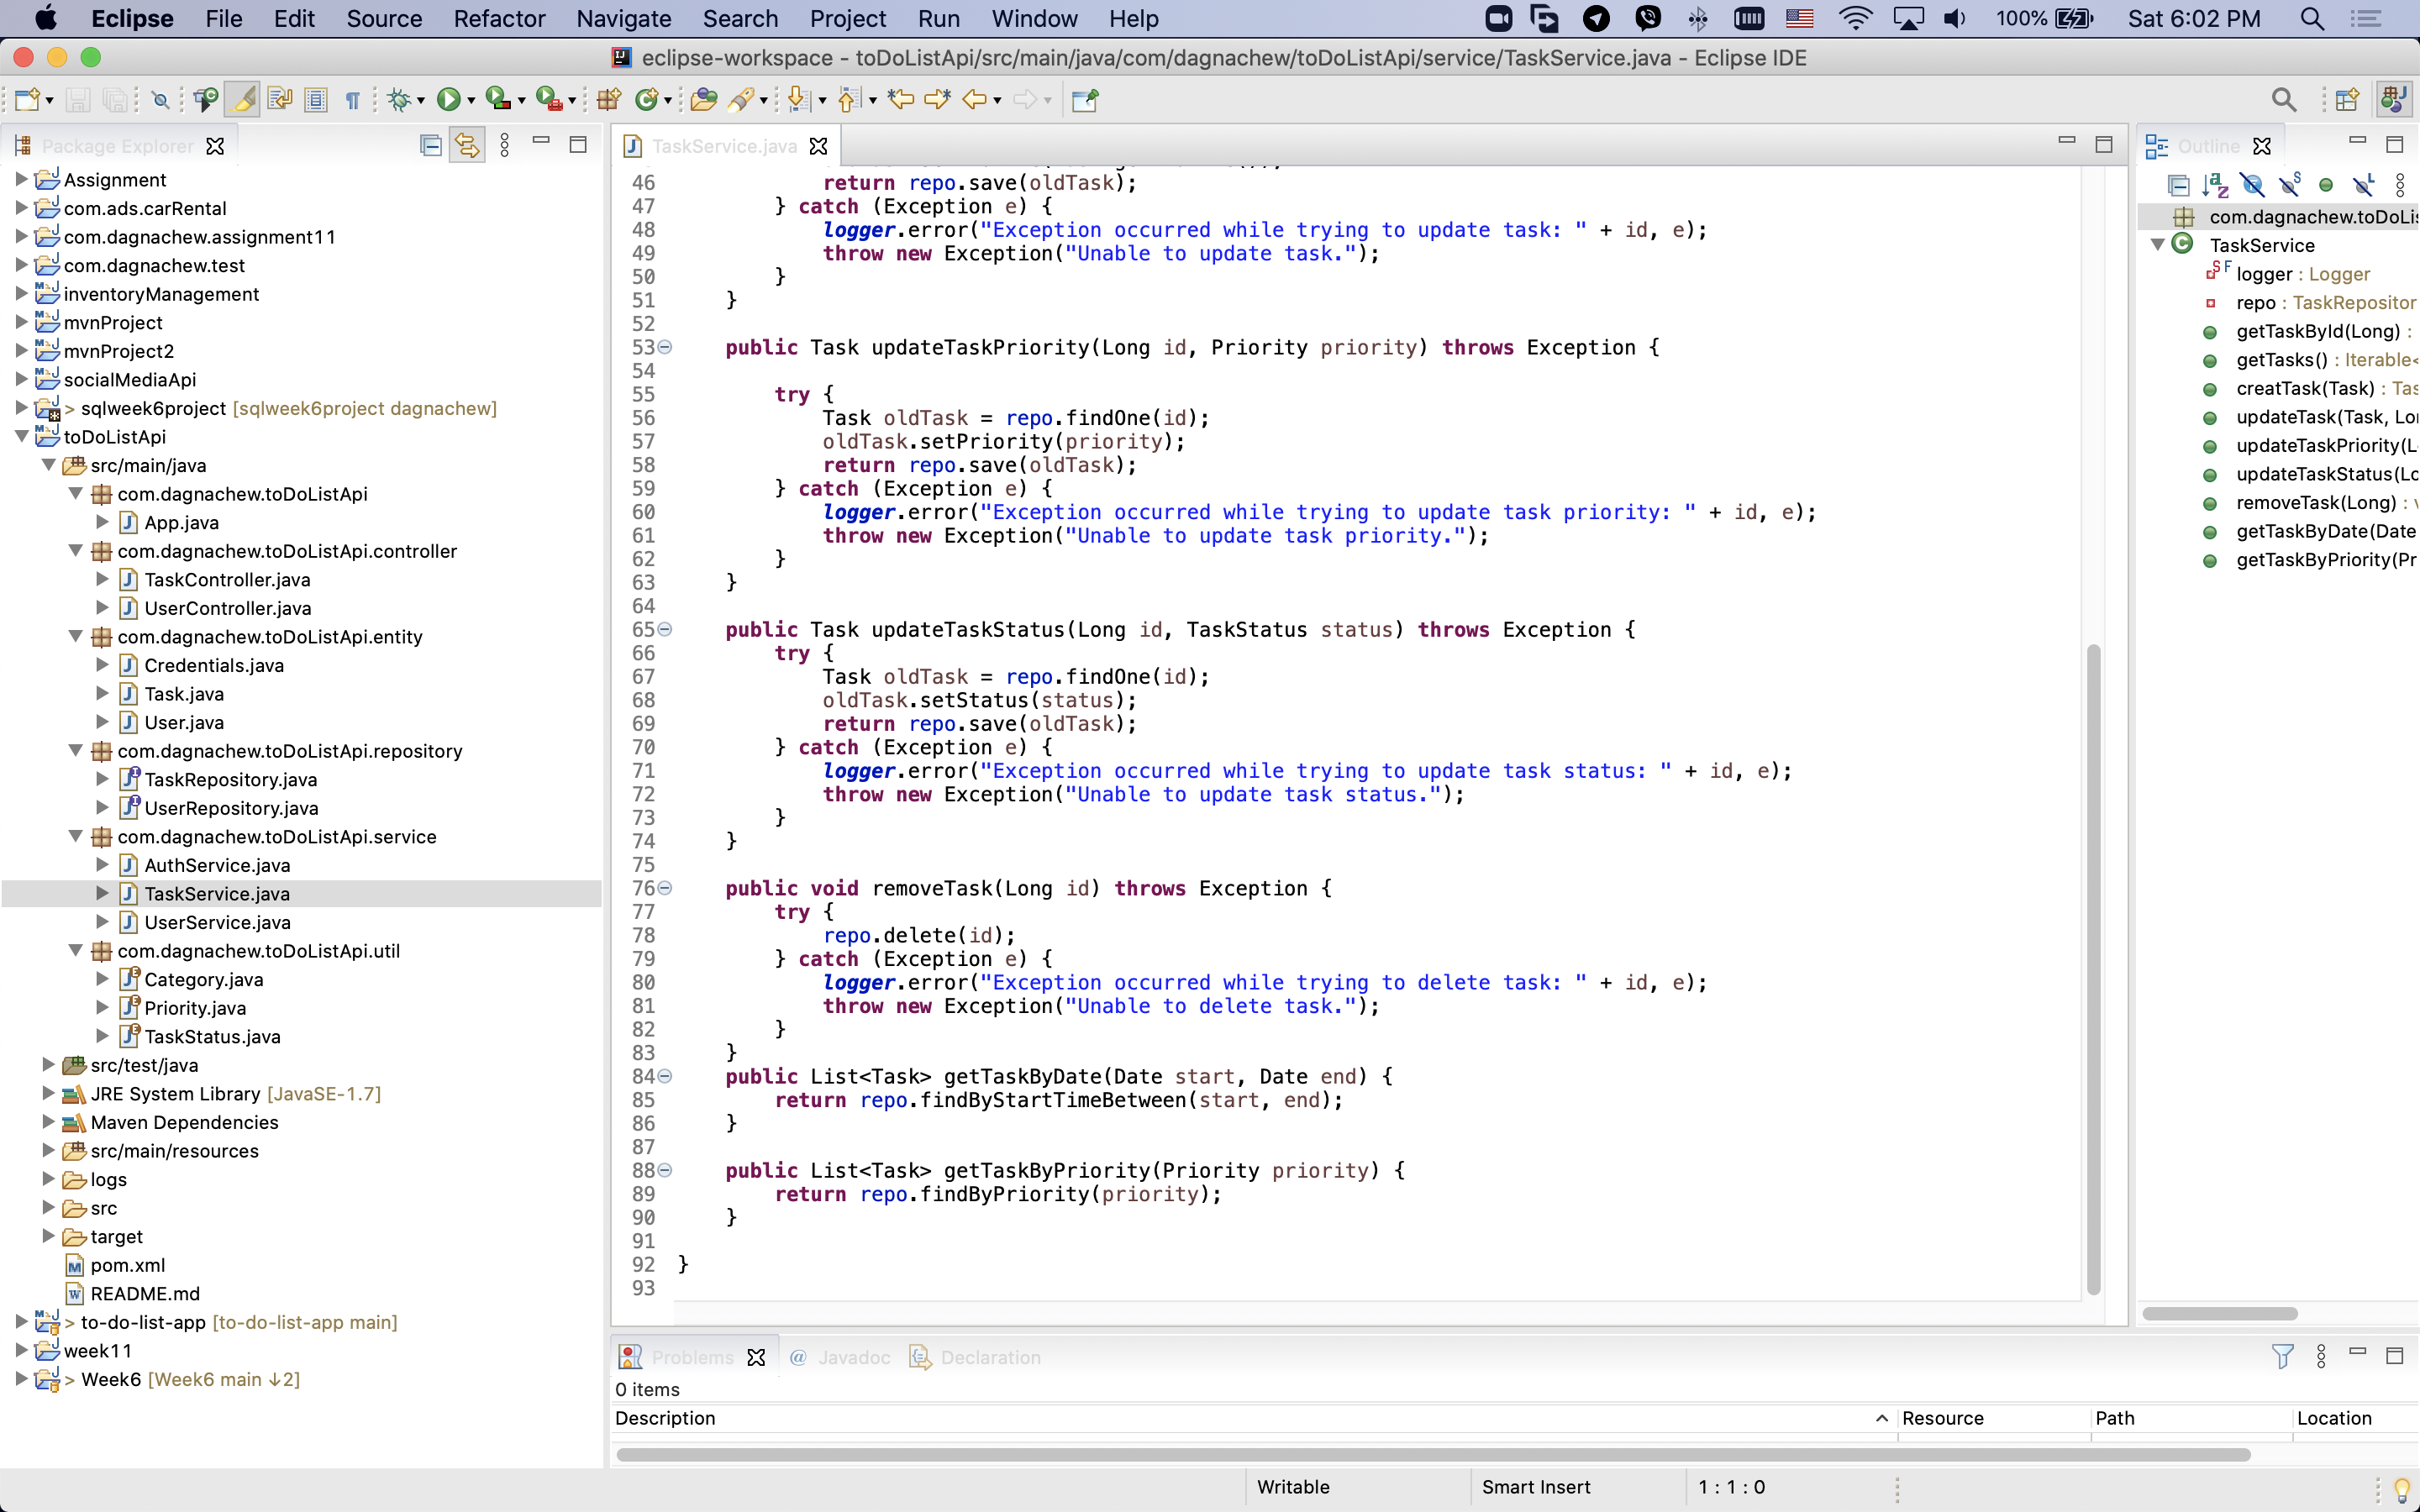 Eclipse File Edit Source Refactor Navigate Search Project Run Window Help 100% Sat 6:02 PM
eclipse-workspace - toDoListApi/src/main/java/com/dagnachew/toDoListApi/service/TaskService.java - Eclipse IDE
Package Explorer
Assignment
com.ads.carRental
com.dagnachew.assignment11
com.dagnachew.test
inventoryManagement
mvnProject
mvnProject2
socialMediaApi
> sqlweek6project [sqlweek6project dagnachew]
toDoListApi
src/main/java
com.dagnachew.toDoListApi
App.java
com.dagnachew.toDoListApi.controller
TaskController.java
UserController.java
com.dagnachew.toDoListApi.entity
Credentials.java
Task.java
User.java
com.dagnachew.toDoListApi.repository
TaskRepository.java
UserRepository.java
com.dagnachew.toDoListApi.service
AuthService.java
TaskService.java
UserService.java
com.dagnachew.toDoListApi.util
Category.java
Priority.java
TaskStatus.java
src/test/java
JRE System Library [JavaSE-1.7]
Maven Dependencies
src/main/resources
logs
src
target
pom.xml
README.md
> to-do-list-app [to-do-list-app main]
week11
> Week6 [Week6 main ↓2]
TaskService.java
46 return repo.save(oldTask);
47 } catch (Exception e) {
48 logger.error("Exception occurred while trying to update task: " + id, e);
49 throw new Exception("Unable to update task.");
50 }
51 }
52
53 public Task updateTaskPriority(Long id, Priority priority) throws Exception {
54
55 try {
56 Task oldTask = repo.findOne(id);
57 oldTask.setPriority(priority);
58 return repo.save(oldTask);
59 } catch (Exception e) {
60 logger.error("Exception occurred while trying to update task priority: " + id, e);
61 throw new Exception("Unable to update task priority.");
62 }
63 }
64
65 public Task updateTaskStatus(Long id, TaskStatus status) throws Exception {
66 try {
67 Task oldTask = repo.findOne(id);
68 oldTask.setStatus(status);
69 return repo.save(oldTask);
70 } catch (Exception e) {
71 logger.error("Exception occurred while trying to update task status: " + id, e);
72 throw new Exception("Unable to update task status.");
73 }
74 }
75
76 public void removeTask(Long id) throws Exception {
77 try {
78 repo.delete(id);
79 } catch (Exception e) {
80 logger.error("Exception occurred while trying to delete task: " + id, e);
81 throw new Exception("Unable to delete task.");
82 }
83 }
84 public List<Task> getTaskByDate(Date start, Date end) {
85 return repo.findByStartTimeBetween(start, end);
86 }
87
88 public List<Task> getTaskByPriority(Priority priority) {
89 return repo.findByPriority(priority);
90 }
91
92 }
93
Outline
com.dagnachew.toDoLis
TaskService
logger : Logger
repo : TaskRepositor
getTaskById(Long) :
getTasks() : Iterable<
creatTask(Task) : Tas
updateTask(Task, Lo
updateTaskPriority(L
updateTaskStatus(Lo
removeTask(Long) : v
getTaskByDate(Date
getTaskByPriority(Pr
Problems @ Javadoc Declaration
0 items
Description Resource Path Location
Writable Smart Insert 1 : 1 : 0